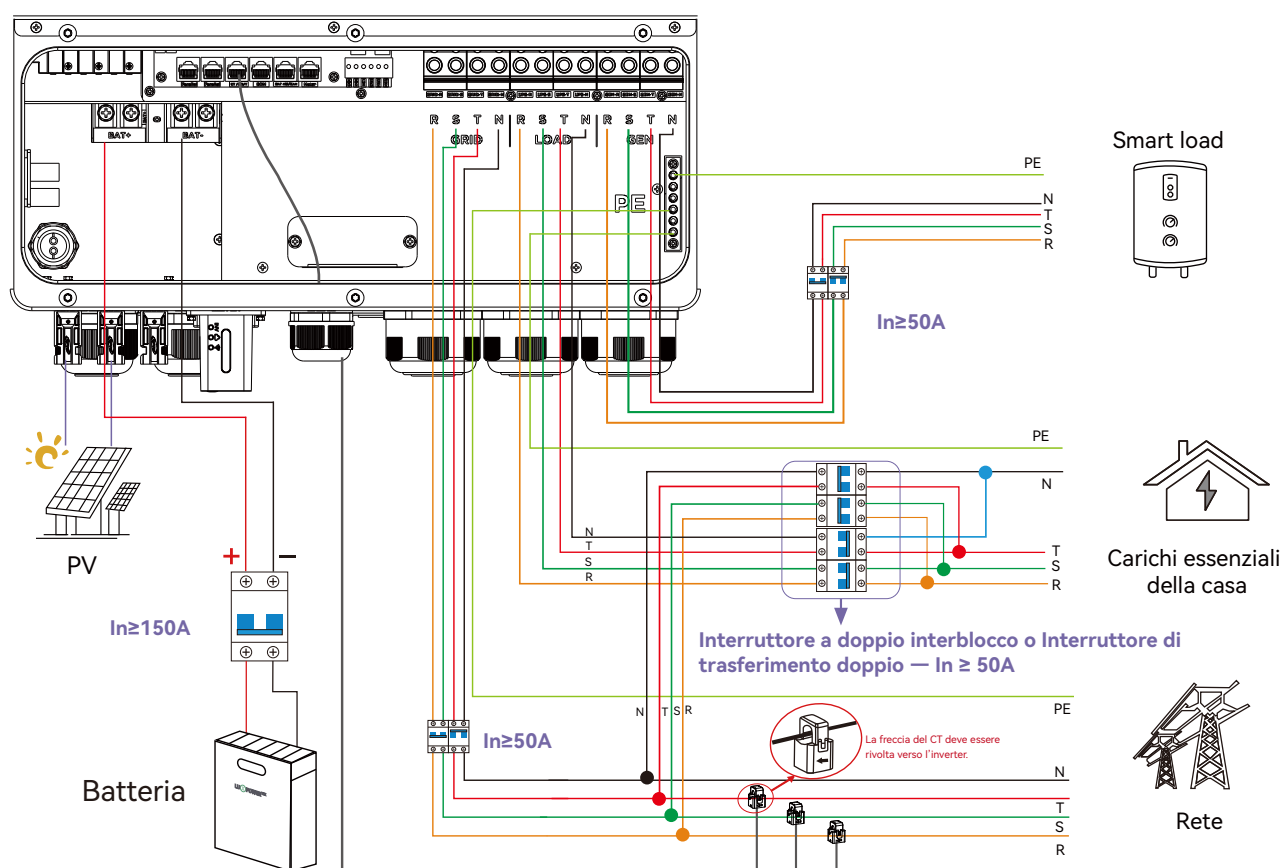 BAT+
BAT-
R S T N R S T N R S T N
GRID LOAD GEN
PE
Smart load
PE
N
T
S
R
In≥50A
PV
PE
N
N
T
S
R
T
S
R
Carichi essenziali
della casa
+ −
In≥150A
Interruttore a doppio interblocco o Interruttore di
trasferimento doppio — In ≥ 50A
PE
N T S R
In≥50A
La freccia del CT deve essere
rivolta verso l'inverter.
Batteria
N
T
S
R
Rete